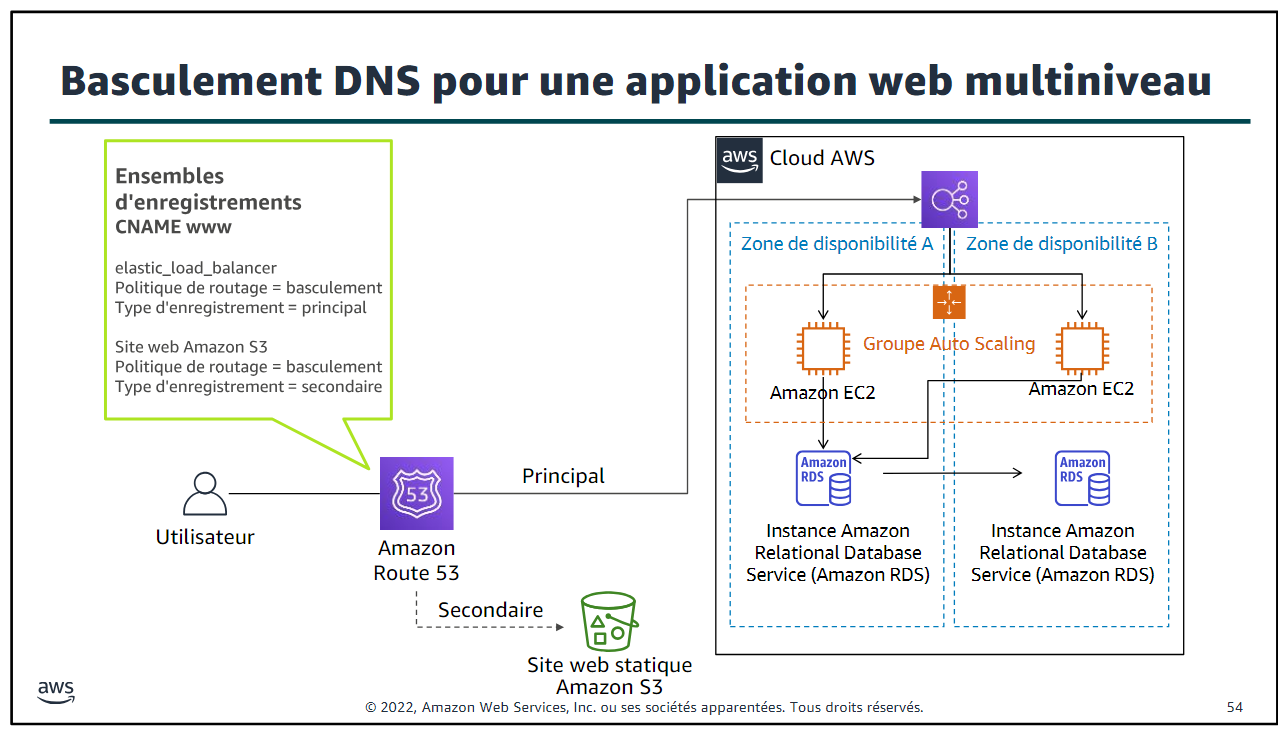 Basculement DNS pour une application web multiniveau
Ensembles
d'enregistrements
CNAME www
elastic_load_balancer
Politique de routage = basculement
Type d'enregistrement = principal
Site web Amazon S3
Politique de routage = basculement
Type d'enregistrement = secondaire
Utilisateur
53
Amazon
Route 53
Principal
Secondaire
Site web statique
Amazon S3
aws
Cloud AWS
Zone de disponibilité A
Zone de disponibilité B
Groupe Auto Scaling
Amazon EC2
Amazon EC2
Amazon
RDS
Amazon
RDS
Instance Amazon
Relational Database
Service (Amazon RDS)
Instance Amazon
Relational Database
Service (Amazon RDS)
aws
© 2022, Amazon Web Services, Inc. ou ses sociétés apparentées. Tous droits réservés.
54